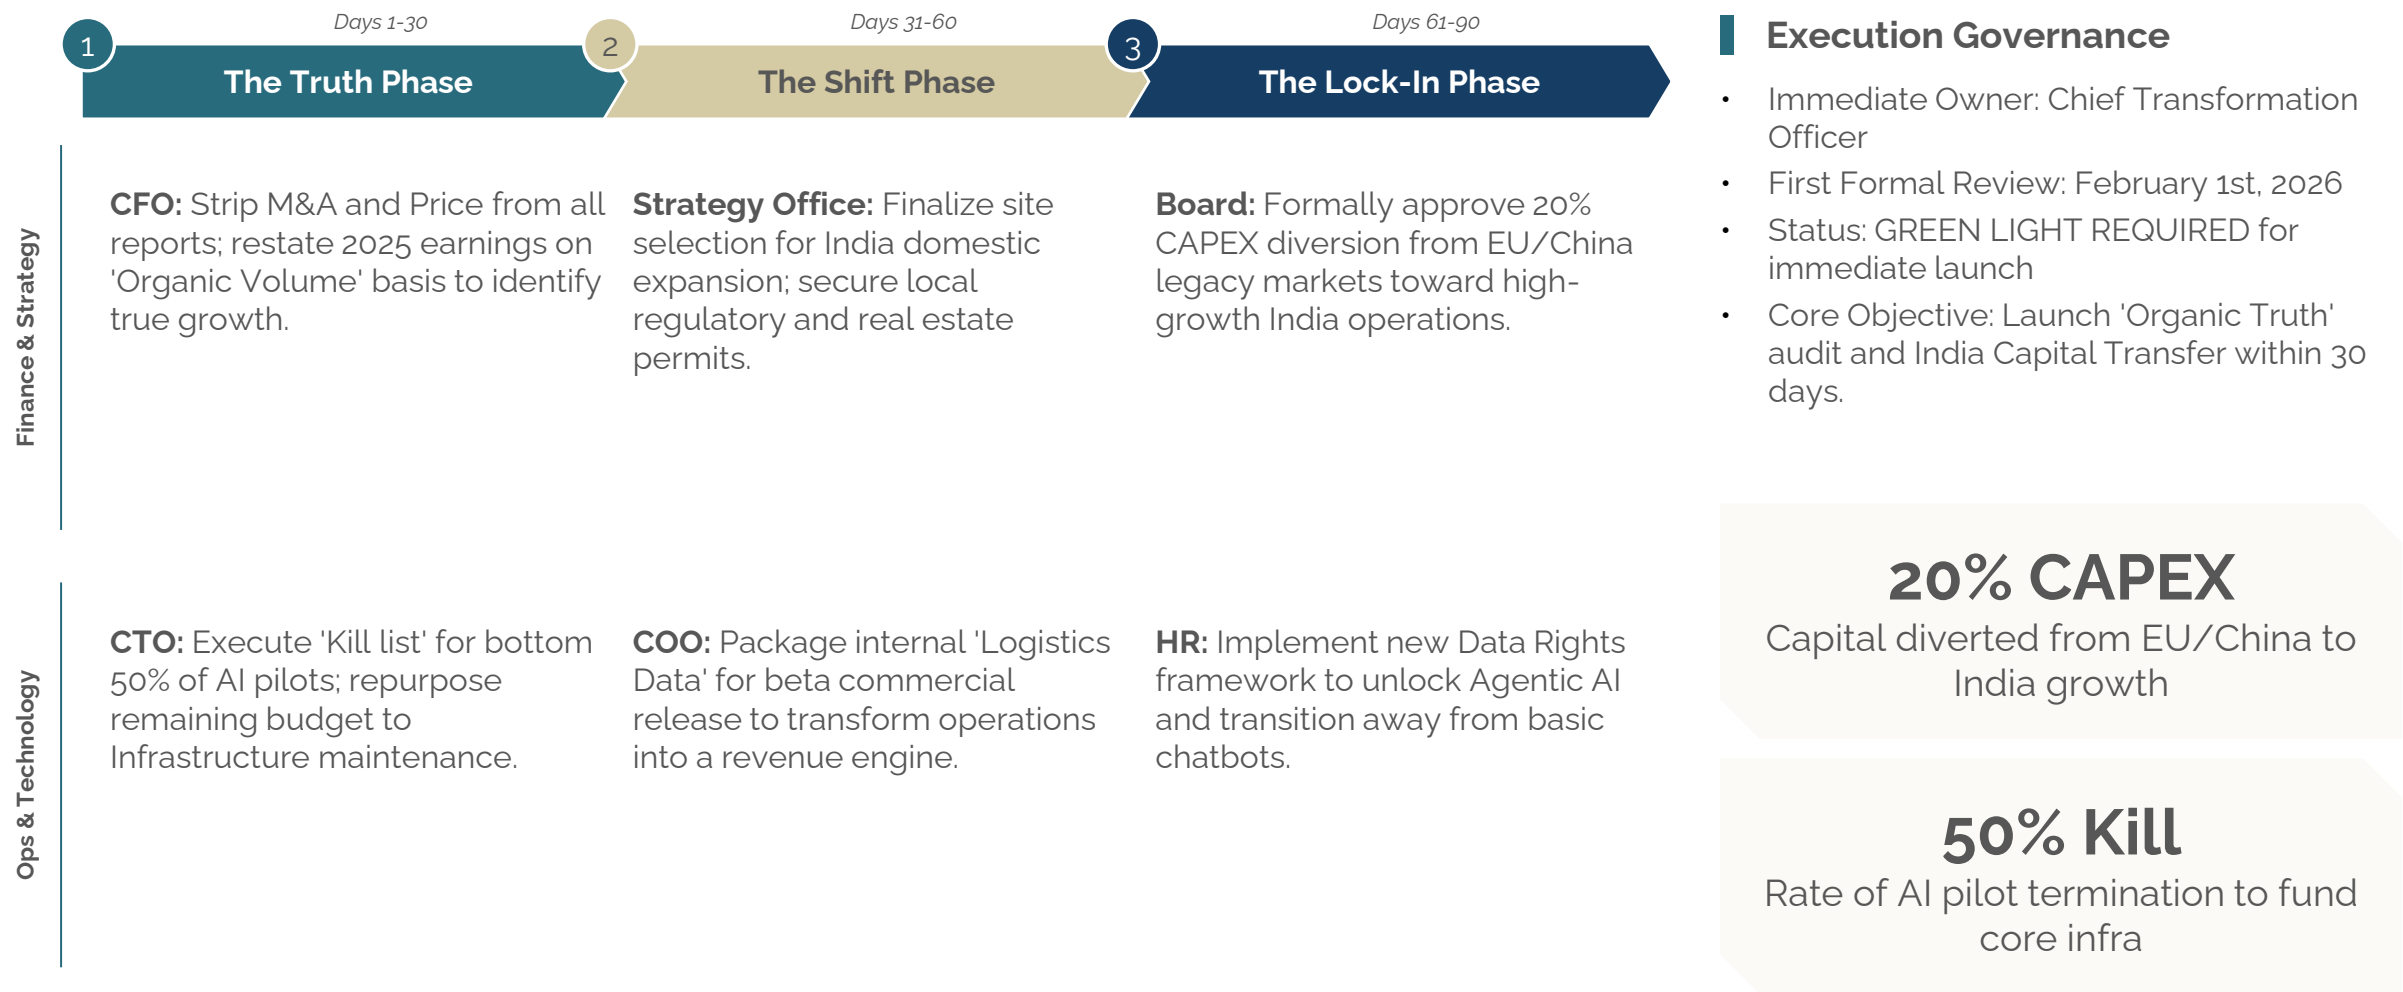 Days 1-30
Days 31-60
Days 61-90
1
2
3
The Truth Phase
The Shift Phase
The Lock-In Phase
Finance & Strategy
CFO: Strip M&A and Price from all
reports; restate 2025 earnings on
'Organic Volume' basis to identify
true growth.
Strategy Office: Finalize site
selection for India domestic
expansion; secure local
regulatory and real estate
permits.
Board: Formally approve 20%
CAPEX diversion from EU/China
legacy markets toward high-
growth India operations.
Ops & Technology
CTO: Execute 'Kill list' for bottom
50% of AI pilots; repurpose
remaining budget to
Infrastructure maintenance.
COO: Package internal 'Logistics
Data' for beta commercial
release to transform operations
into a revenue engine.
HR: Implement new Data Rights
framework to unlock Agentic AI
and transition away from basic
chatbots.
Execution Governance
• Immediate Owner: Chief Transformation
Officer
• First Formal Review: February 1st, 2026
• Status: GREEN LIGHT REQUIRED for
immediate launch
• Core Objective: Launch 'Organic Truth'
audit and India Capital Transfer within 30
days.
20% CAPEX
Capital diverted from EU/China to
India growth
50% Kill
Rate of AI pilot termination to fund
core infra